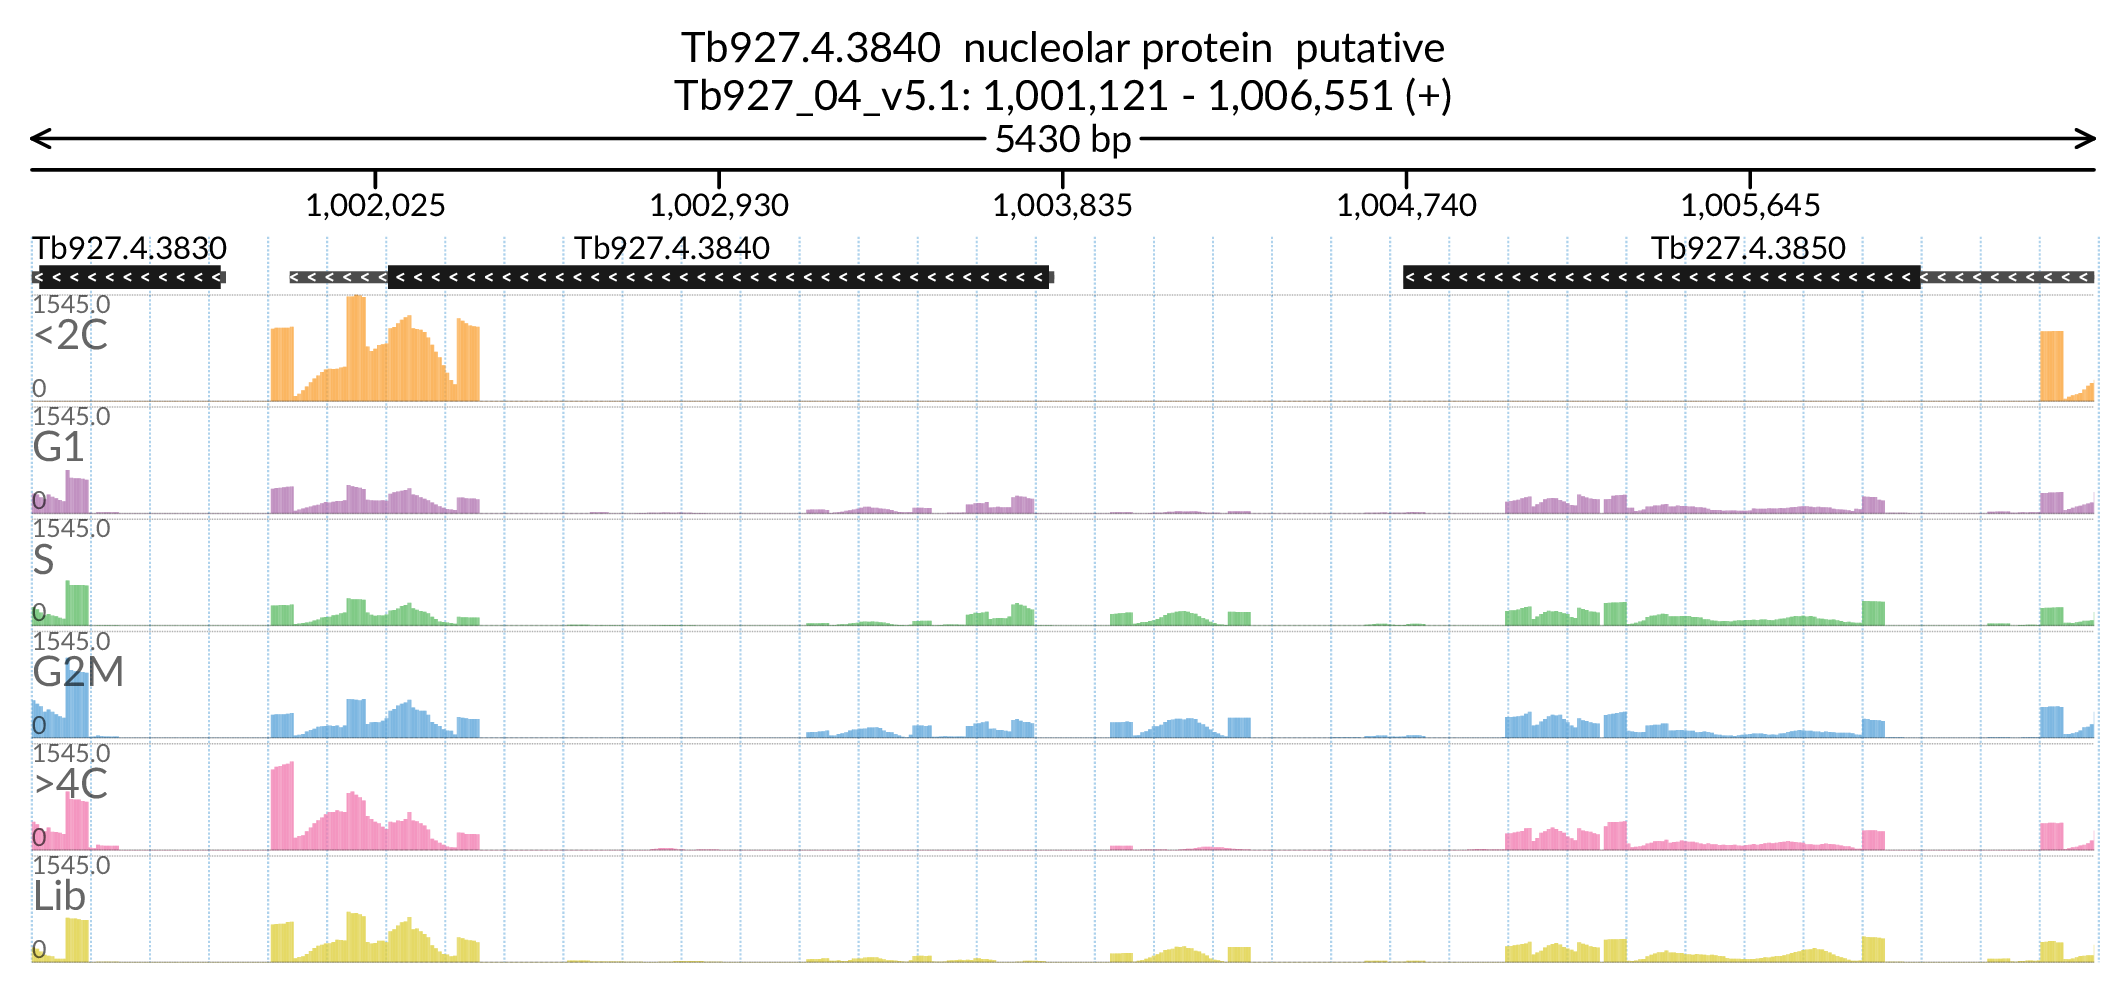 Tb927.4.3840  nucleolar protein  putative
Tb927_04_v5.1: 1,001,121 - 1,006,551 (+)
5430 bp
1,002,025 1,002,930 1,003,835 1,004,740 1,005,645
Tb927.4.3830 Tb927.4.3840 Tb927.4.3850
1545.0
<2C
0
1545.0
G1
0
1545.0
S
0
1545.0
G2M
0
1545.0
>4C
0
1545.0
Lib
0